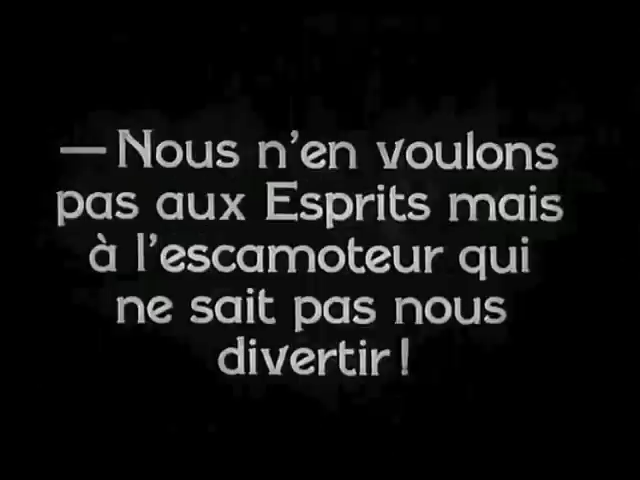 — Nous n'en voulons
pas aux Esprits mais
à l'escamoteur qui
ne sait pas nous
divertir !